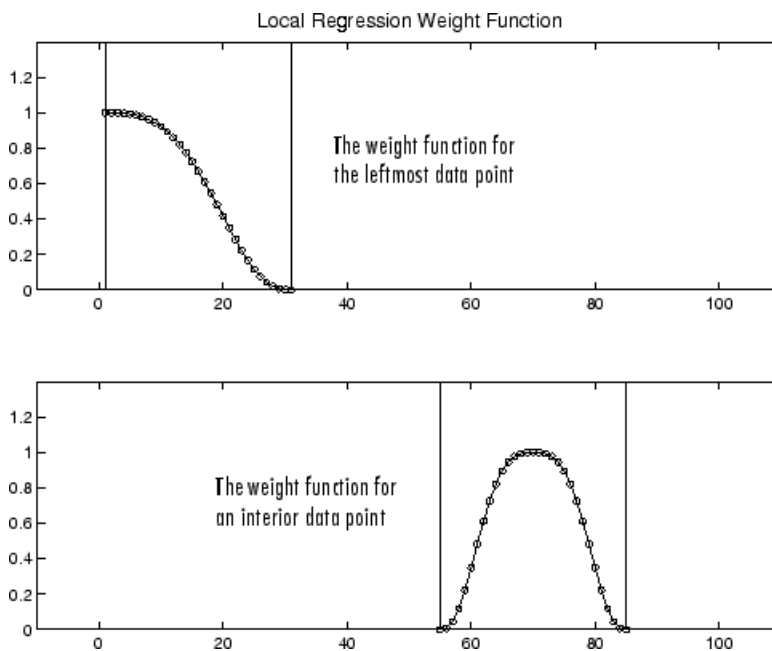 Local Regression Weight Function
1.2
1
0.8
0.6
0.4
0.2
0
The weight function for
the leftmost data point
0 20 40 60 80 100
1.2
1
0.8
0.6
0.4
0.2
0
The weight function for
an interior data point
0 20 40 60 80 100